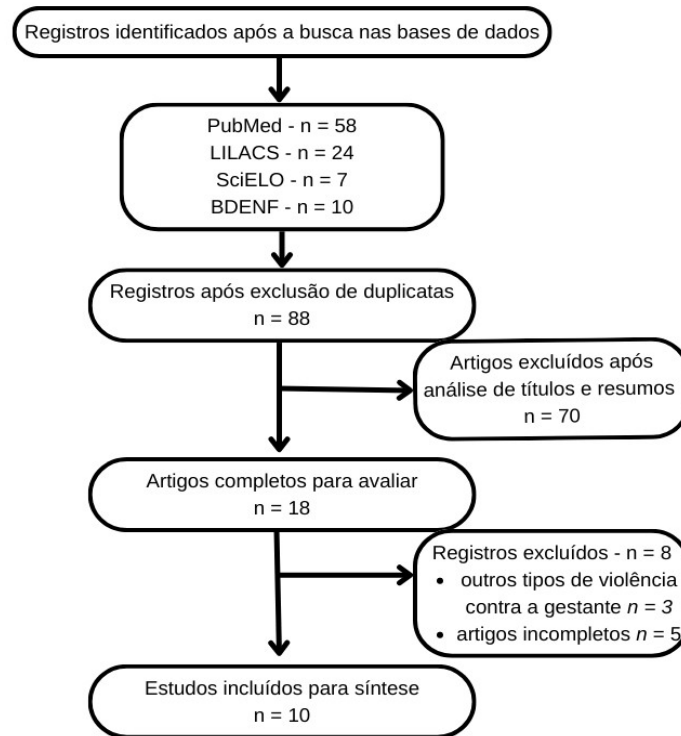 Registros identificados após a busca nas bases de dados
PubMed - n = 58
LILACS - n = 24
SciELO - n = 7
BDENF - n = 10
Registros após exclusão de duplicatas
n = 88
Artigos excluídos após
análise de títulos e resumos
n = 70
Artigos completos para avaliar
n = 18
Registros excluídos - n = 8
• outros tipos de violência
contra a gestante n = 3
• artigos incompletos n = 5
Estudos incluídos para síntese
n = 10